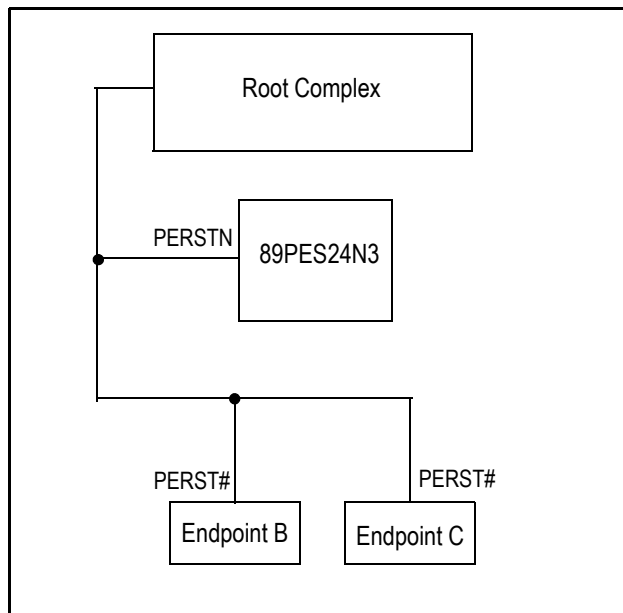 Root Complex
PERSTN
89PES24N3
PERST#
PERST#
Endpoint B
Endpoint C